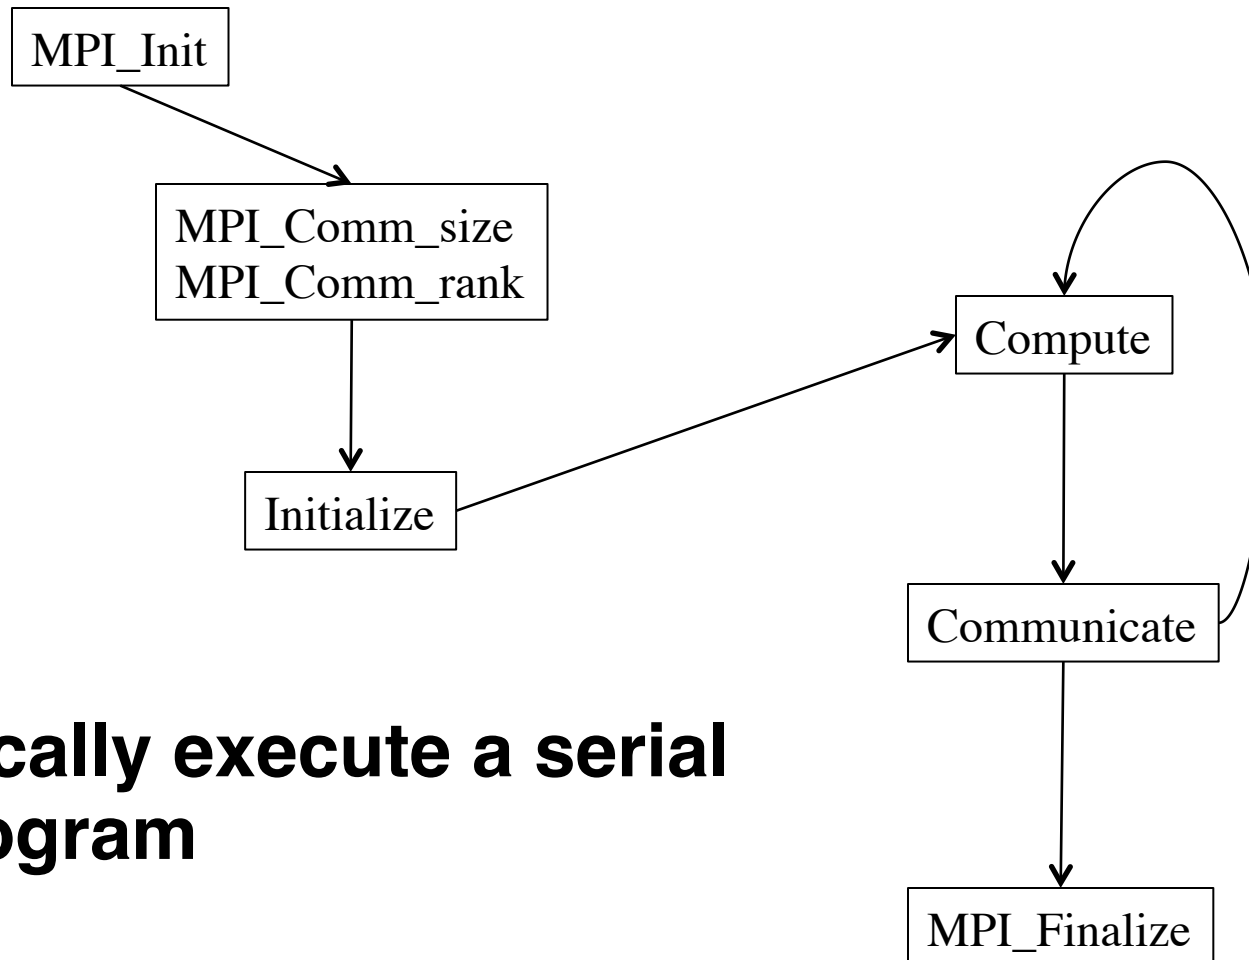 MPI_Init
MPI_Comm_size
MPI_Comm_rank
Initialize
Compute
Communicate
cally execute a serial
ogram
MPI_Finalize